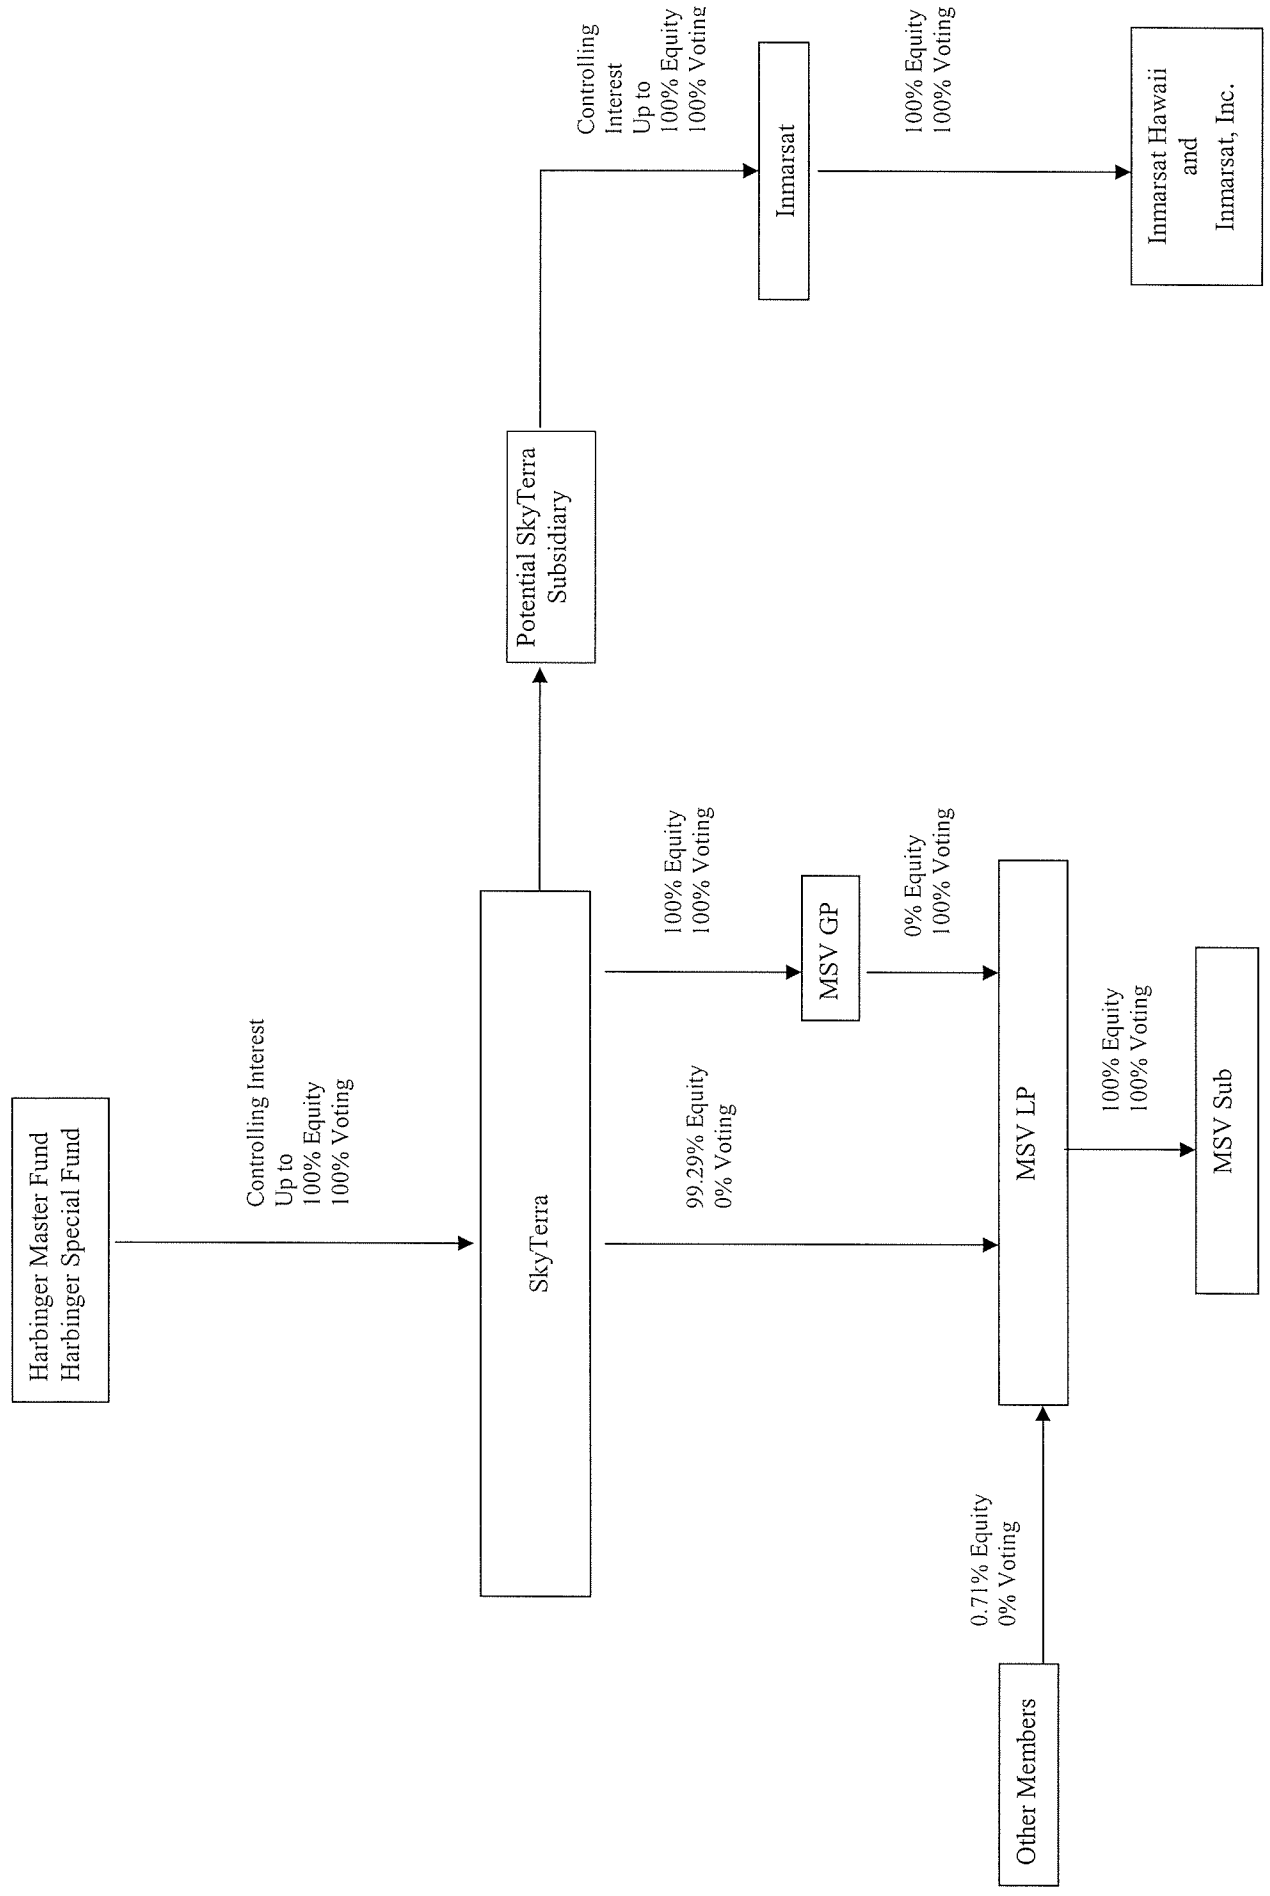 Harbinger Master Fund
Harbinger Special Fund
Controlling Interest
Up to
100% Equity
100% Voting
SkyTerra
Potential SkyTerra
Subsidiary
Controlling
Interest
Up to
100% Equity
100% Voting
Inmarsat
100% Equity
100% Voting
Inmarsat Hawaii
and
Inmarsat, Inc.
99.29% Equity
0% Voting
100% Equity
100% Voting
MSV GP
0% Equity
100% Voting
Other Members
0.71% Equity
0% Voting
MSV LP
100% Equity
100% Voting
MSV Sub